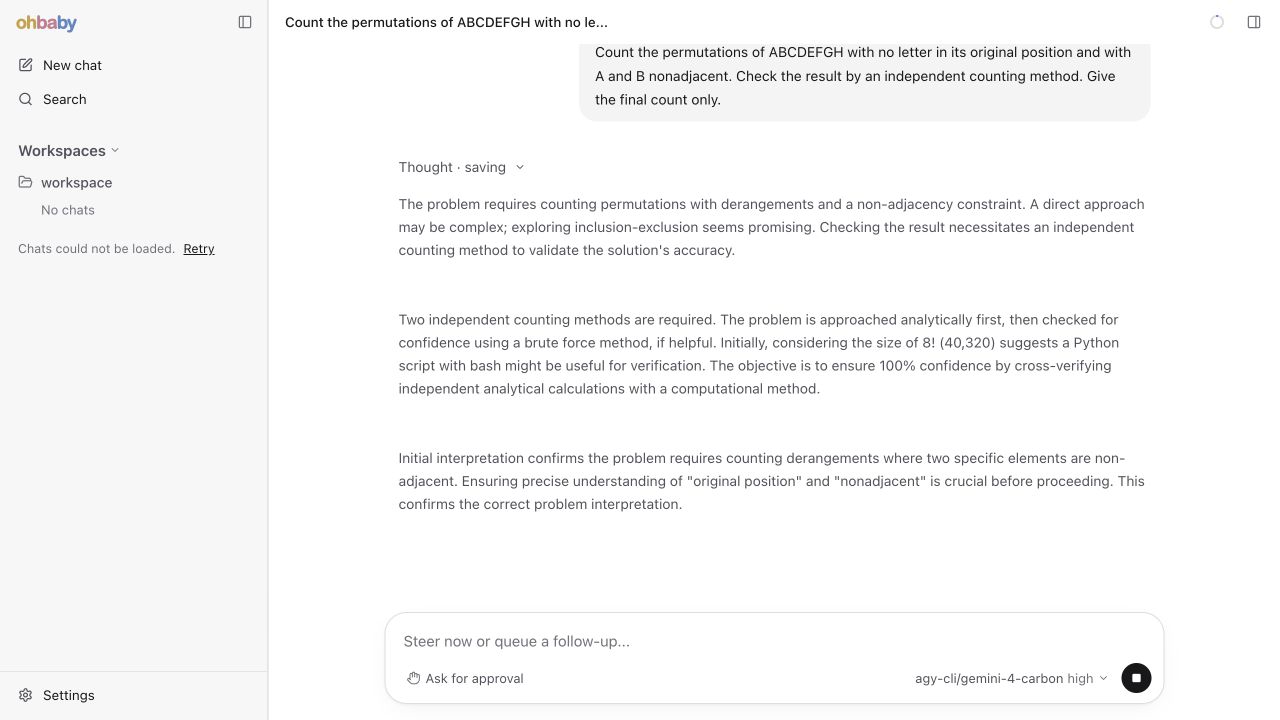 ohbaby
Count the permutations of ABCDEFGH with no le...
New chat
Search
Workspaces
workspace
No chats
Chats could not be loaded. Retry
Settings
Count the permutations of ABCDEFGH with no letter in its original position and with
A and B nonadjacent. Check the result by an independent counting method. Give
the final count only.
Thought · saving
The problem requires counting permutations with derangements and a non-adjacency constraint. A direct approach
may be complex; exploring inclusion-exclusion seems promising. Checking the result necessitates an independent
counting method to validate the solution's accuracy.
Two independent counting methods are required. The problem is approached analytically first, then checked for
confidence using a brute force method, if helpful. Initially, considering the size of 8! (40,320) suggests a Python
script with bash might be useful for verification. The objective is to ensure 100% confidence by cross-verifying
independent analytical calculations with a computational method.
Initial interpretation confirms the problem requires counting derangements where two specific elements are non-
adjacent. Ensuring precise understanding of "original position" and "nonadjacent" is crucial before proceeding. This
confirms the correct problem interpretation.
Steer now or queue a follow-up...
Ask for approval
agy-cli/gemini-4-carbon high